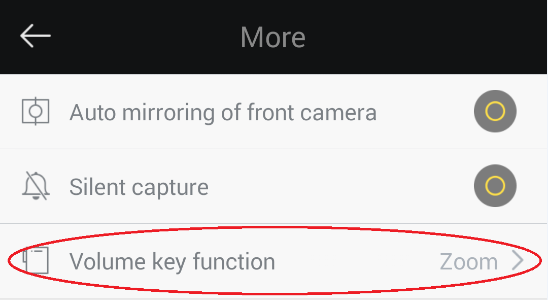 More
Auto mirroring of front camera
Silent capture
Volume key function Zoom